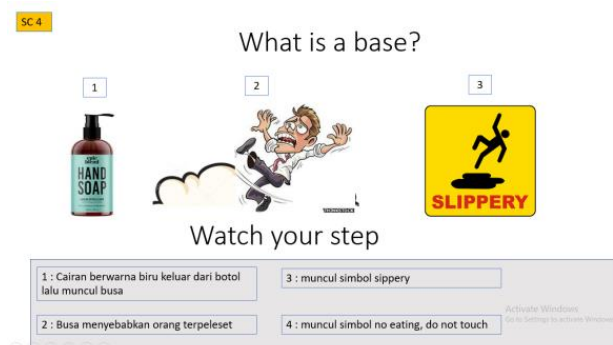 SC 4
What is a base?
1
2
3
HAND
SOAP
SLIPPERY
Watch your step
1 : Cairan berwarna biru keluar dari botol
lalu muncul busa
3 : muncul simbol sippery
2 : Busa menyebabkan orang terpeleset
4 : muncul simbol no eating, do not touch
Activate Windows
Go to Settings to activate Windows